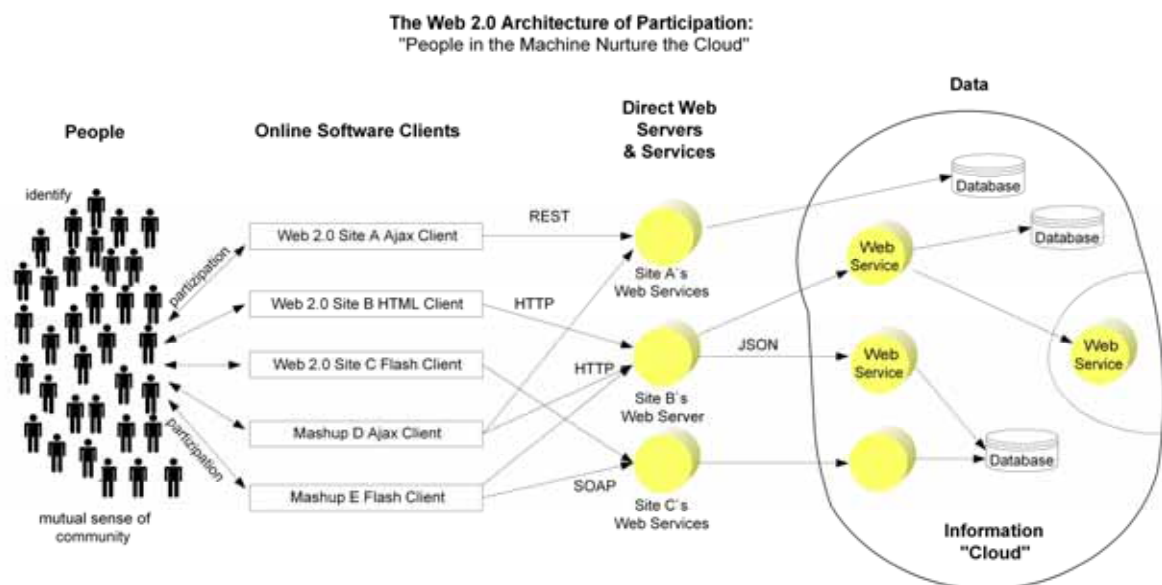 The Web 2.0 Architecture of Participation:
"People in the Machine Nurture the Cloud"
People
Online Software Clients
Direct Web
Servers
& Services
Data
identify
partizipation
partizipation
mutual sense of
community
Web 2.0 Site A Ajax Client
Web 2.0 Site B HTML Client
Web 2.0 Site C Flash Client
Mashup D Ajax Client
Mashup E Flash Client
REST
HTTP
HTTP
SOAP
Site A`s
Web Services
Site B`s
Web Server
Site C`s
Web Services
JSON
Database
Database
Web
Service
Web
Service
Web
Service
Database
Information
"Cloud"